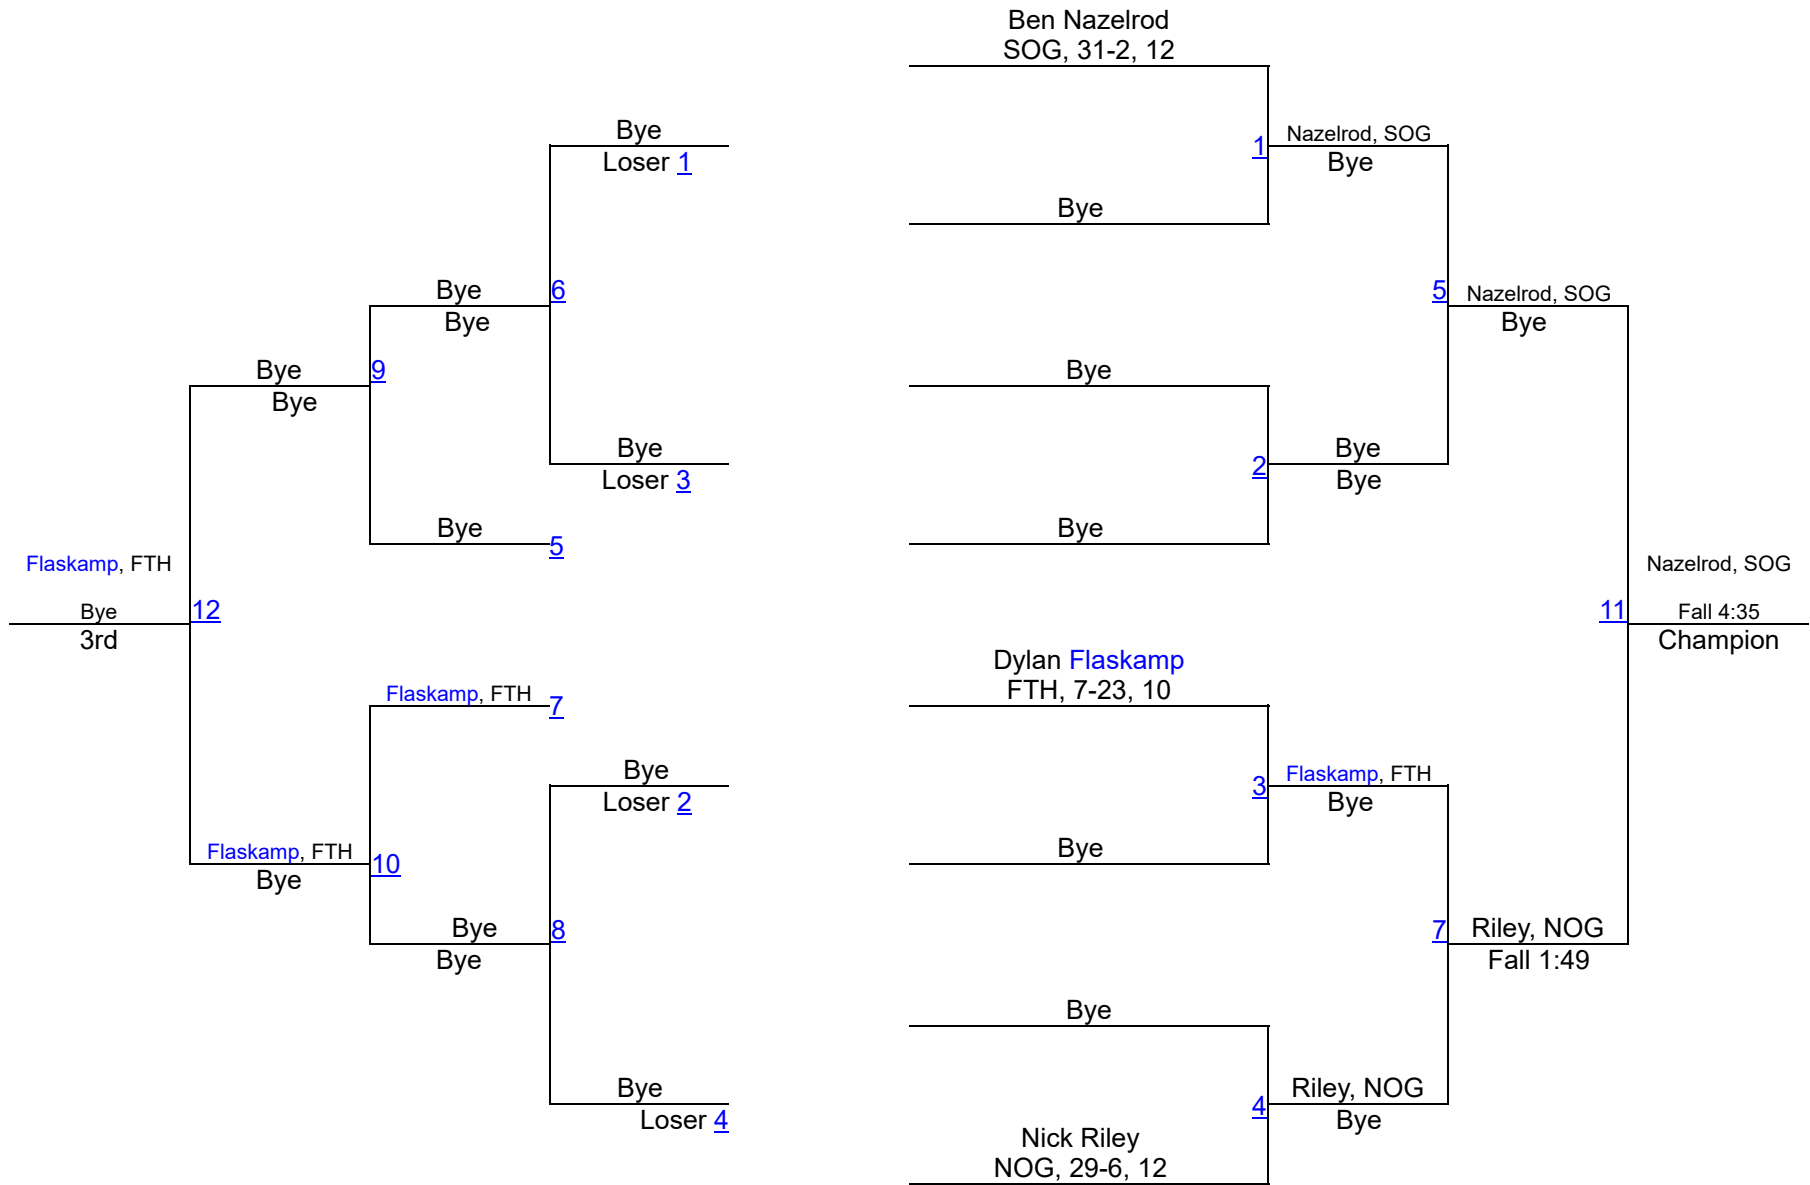 Ben Nazelrod
SOG, 31-2, 12
Bye
Loser 1
1
Nazelrod, SOG
Bye
Bye
Bye
6
Bye
5
Nazelrod, SOG
Bye
Bye
9
Bye
Bye
Bye
Loser 3
2
Bye
Bye
Bye
5
Bye
Flaskamp, FTH
Bye
12
3rd
Nazelrod, SOG
11
Fall 4:35
Champion
Dylan Flaskamp
FTH, 7-23, 10
Flaskamp, FTH
7
Bye
Loser 2
3
Flaskamp, FTH
Bye
Bye
Flaskamp, FTH
10
Bye
Bye
8
Bye
7
Riley, NOG
Fall 1:49
Bye
Bye
Loser 4
4
Riley, NOG
Bye
Nick Riley
NOG, 29-6, 12